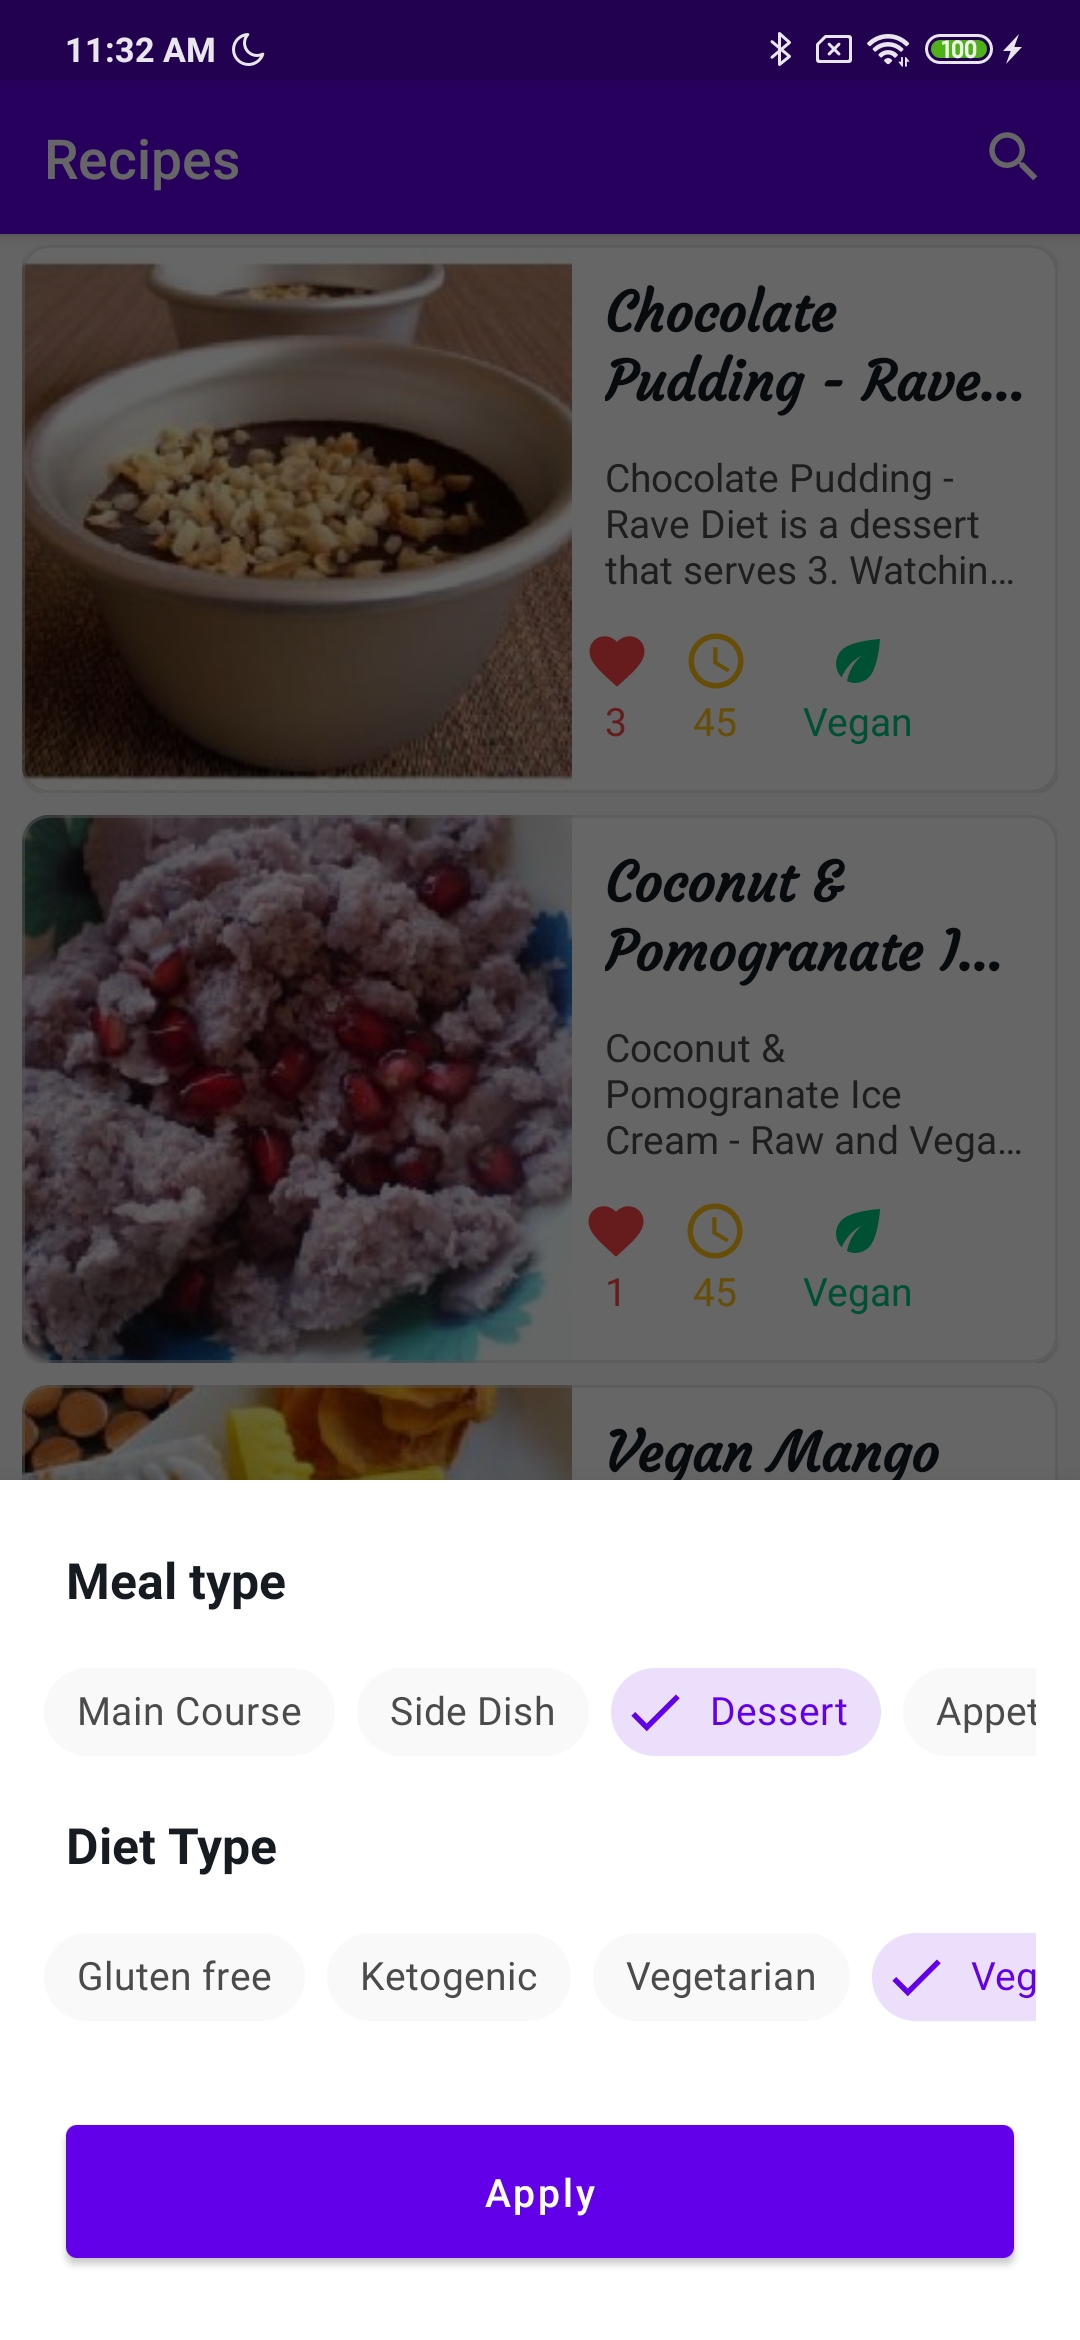 11:32 AM
100
Recipes
Chocolate
Pudding - Rave...
Chocolate Pudding -
Rave Diet is a dessert
that serves 3. Watchin...
3 45 Vegan
Coconut &
Pomogranate I...
Coconut &
Pomogranate Ice
Cream - Raw and Vega...
1 45 Vegan
Vegan Mango
Meal type
Main Course Side Dish Dessert Appet
Diet Type
Gluten free Ketogenic Vegetarian Veg
Apply